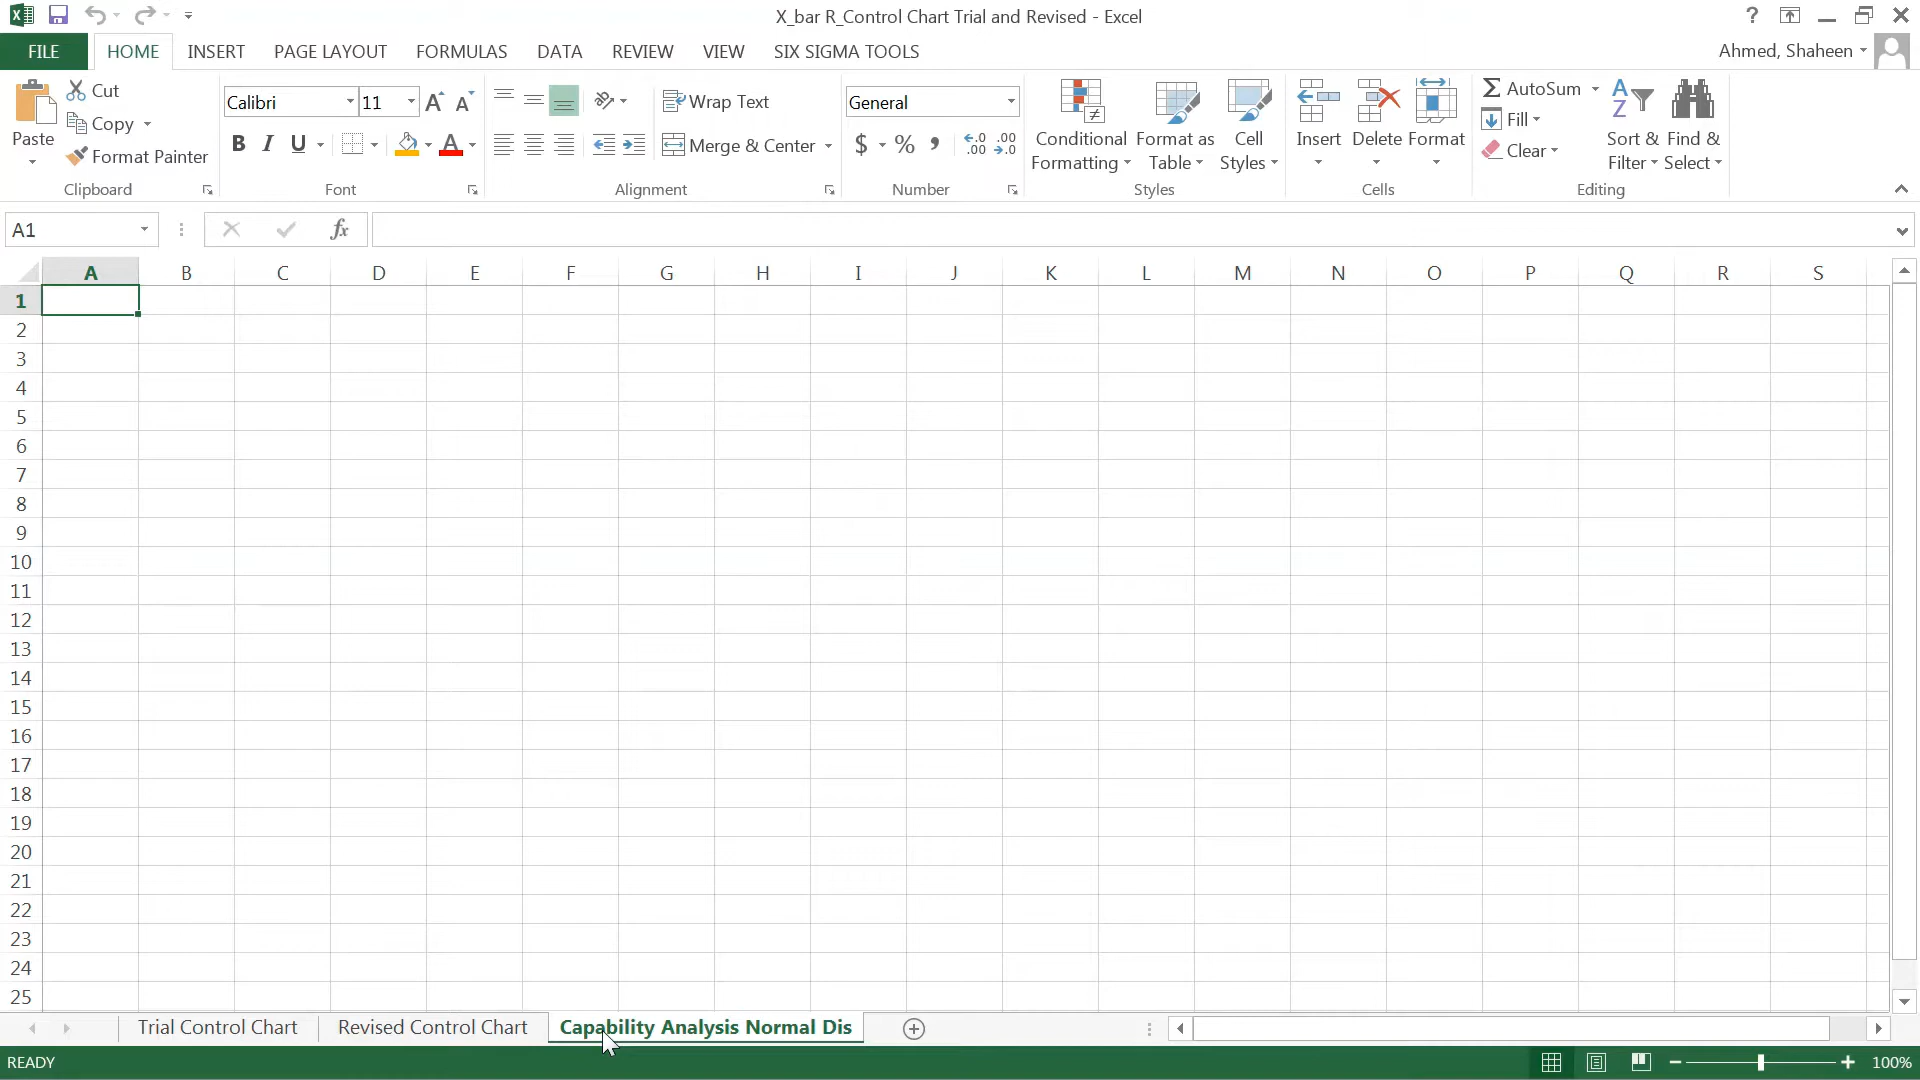 X_bar R_Control Chart Trial and Revised - Excel
?
FILE HOME INSERT PAGE LAYOUT FORMULAS DATA REVIEW VIEW SIX SIGMA TOOLS Ahmed, Shaheen
Paste
Cut
Copy
Format Painter
Clipboard
Calibri 11 A A
B I U A
Font
Wrap Text
Merge & Center
Alignment
General
$ % , .0 .00 .00 .0
Number
Conditional Formatting
Format as Table
Cell Styles
Styles
Insert
Delete
Format
Cells
AutoSum
Fill
Clear
Sort & Filter
Find & Select
Editing
A1 fx
A B C D E F G H I J K L M N O P Q R S
1
2
3
4
5
6
7
8
9
10
11
12
13
14
15
16
17
18
19
20
21
22
23
24
25
Trial Control Chart Revised Control Chart Capability Analysis Normal Dis
READY 100%